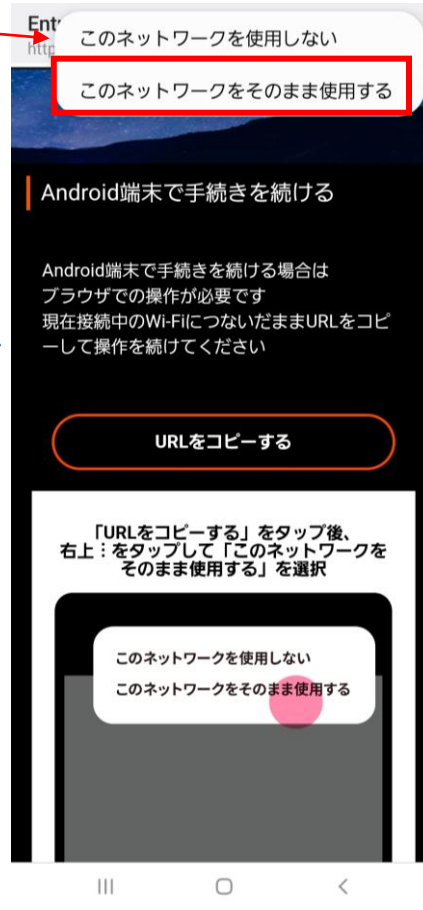 このネットワークを使用しない
http
このネットワークをそのまま使用する
Android端末で手続きを続ける
Android端末で手続きを続ける場合は
ブラウザでの操作が必要です
現在接続中のWi-FiにつないだままURLをコピ
ーして操作を続けてください
URLをコピーする
「URLをコピーする」をタップ後、
右上⋮をタップして「このネットワークを
そのまま使用する」を選択
このネットワークを使用しない
このネットワークをそのまま使用する